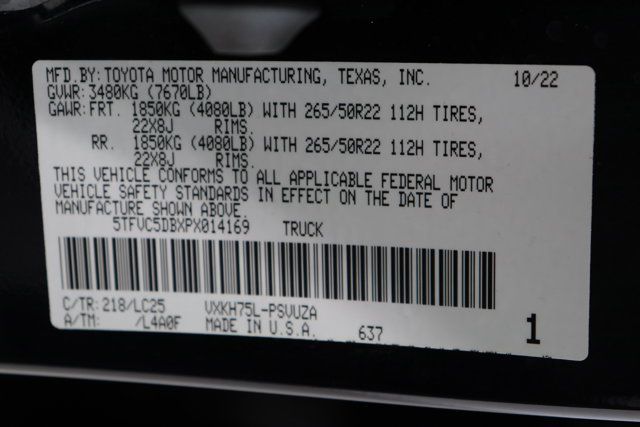 MFD.BY: TOYOTA MOTOR MANUFACTURING, TEXAS, INC. 10/22
GVWR: 3480KG (7670LB)
GAWR: FRT. 1850KG (4080LB) WITH 265/50R22 112H TIRES,
22X8J RIMS.
RR. 1850KG (4080LB) WITH 265/50R22 112H TIRES,
22X8J RIMS.
THIS VEHICLE CONFORMS TO ALL APPLICABLE FEDERAL MOTOR
VEHICLE SAFETY STANDARDS IN EFFECT ON THE DATE OF
MANUFACTURE SHOWN ABOVE.
5TFVC5DBXPX014169 TRUCK
C/TR: 218/LC25 VXKH75L-PSVUZA
A/TM: /L4A0F MADE IN U.S.A. 637 1